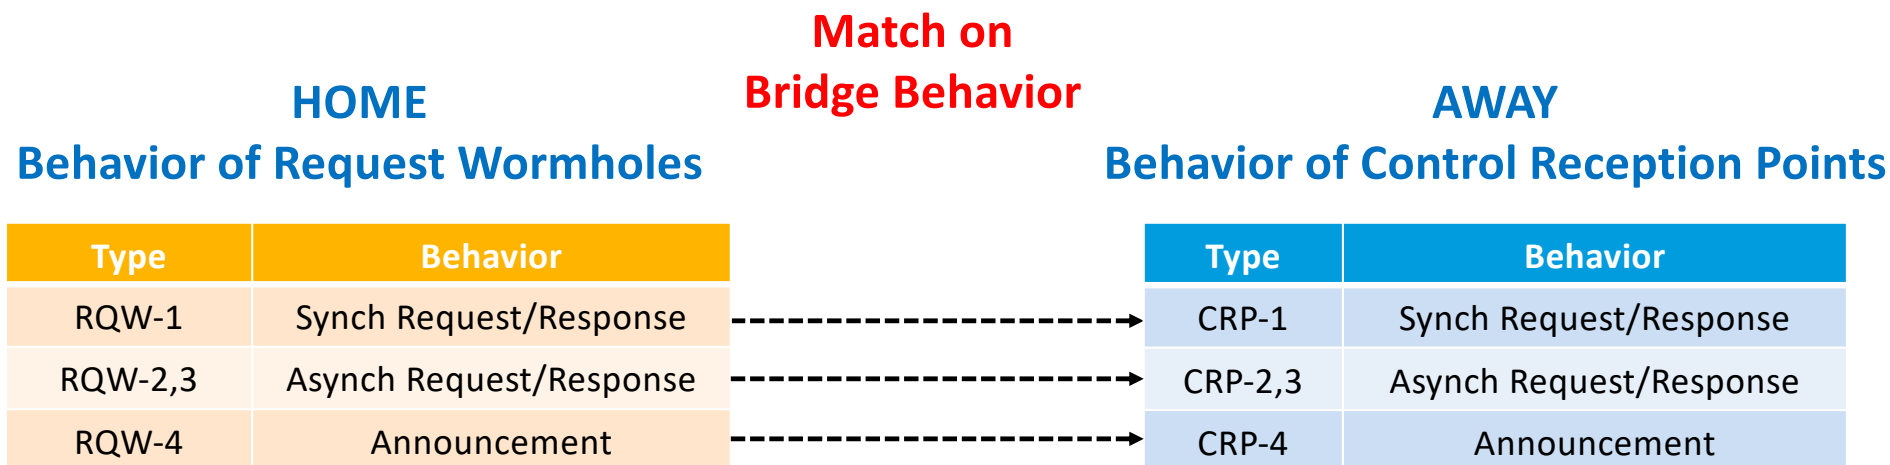 Match on
Bridge Behavior
HOME
Behavior of Request Wormholes
AWAY
Behavior of Control Reception Points
Type Behavior
RQW-1 Synch Request/Response
RQW-2,3 Asynch Request/Response
RQW-4 Announcement
Type Behavior
CRP-1 Synch Request/Response
CRP-2,3 Asynch Request/Response
CRP-4 Announcement